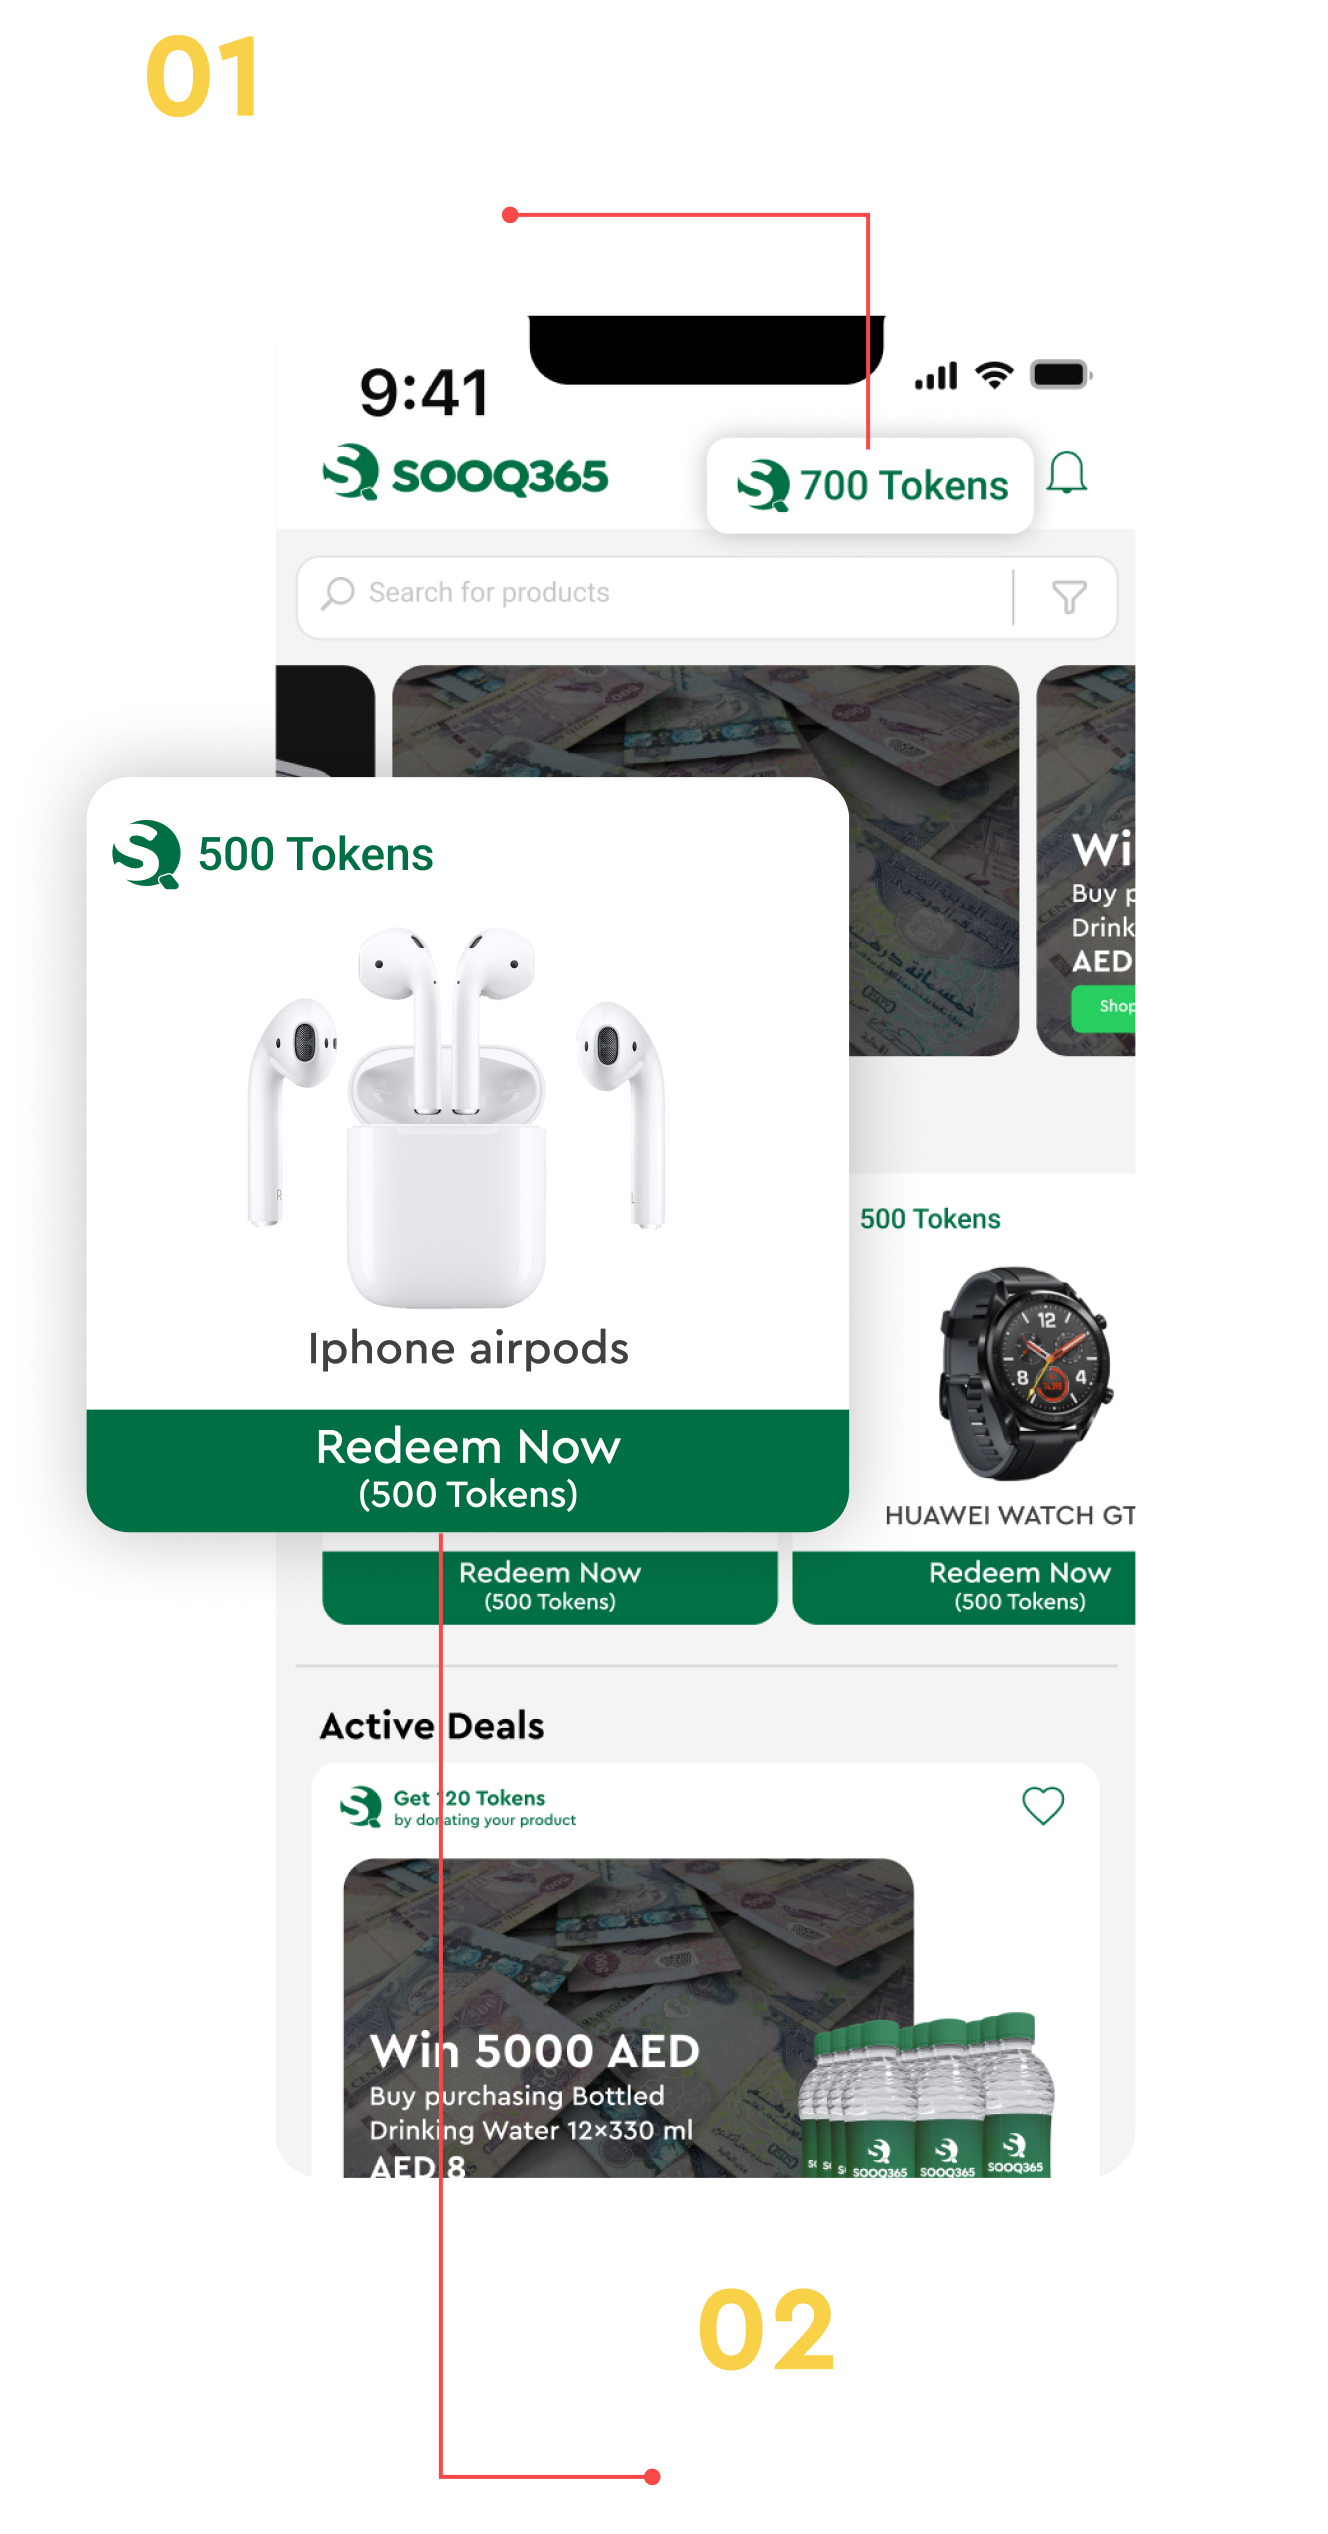 01
9:41
SOOQ365
700 Tokens
Search for products
Wi
Buy p
Drink
AED
Shop
500 Tokens
Iphone airpods
Redeem Now
(500 Tokens)
500 Tokens
12
8
4
HUAWEI WATCH GT
Redeem Now
(500 Tokens)
Redeem Now
(500 Tokens)
Active Deals
Get 120 Tokens
by donating your product
Win 5000 AED
Buy purchasing Bottled
Drinking Water 12×330 ml
AED 8
SOOQ365
SOOQ365
SOOQ365
02